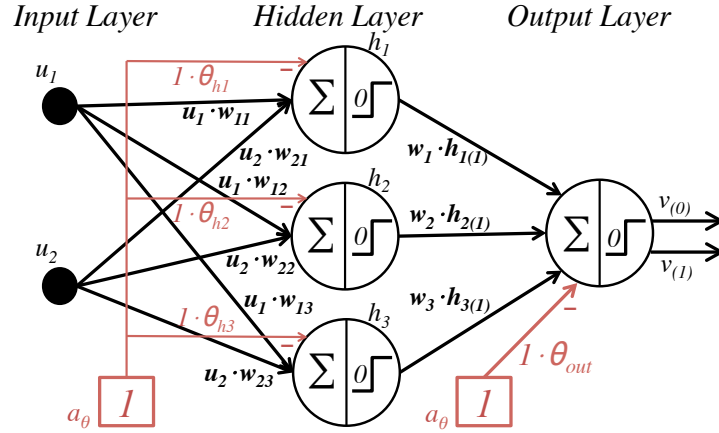 Input Layer Hidden Layer Output Layer
h₁
u₁
1·θₕ₁
–
Σ 0
u₁·w₁₁
w₁·h₁₍₁₎
u₂·w₂₁
u₁·w₁₂
h₂
1·θₕ₂
–
Σ 0
w₂·h₂₍₁₎
Σ 0
v₍₀₎
v₍₁₎
u₂
u₂·w₂₂
u₁·w₁₃
w₃·h₃₍₁₎
–
1·θₕ₃
–
h₃
Σ 0
1·θₒᵤₜ
u₂·w₂₃
a_θ 1
a_θ 1